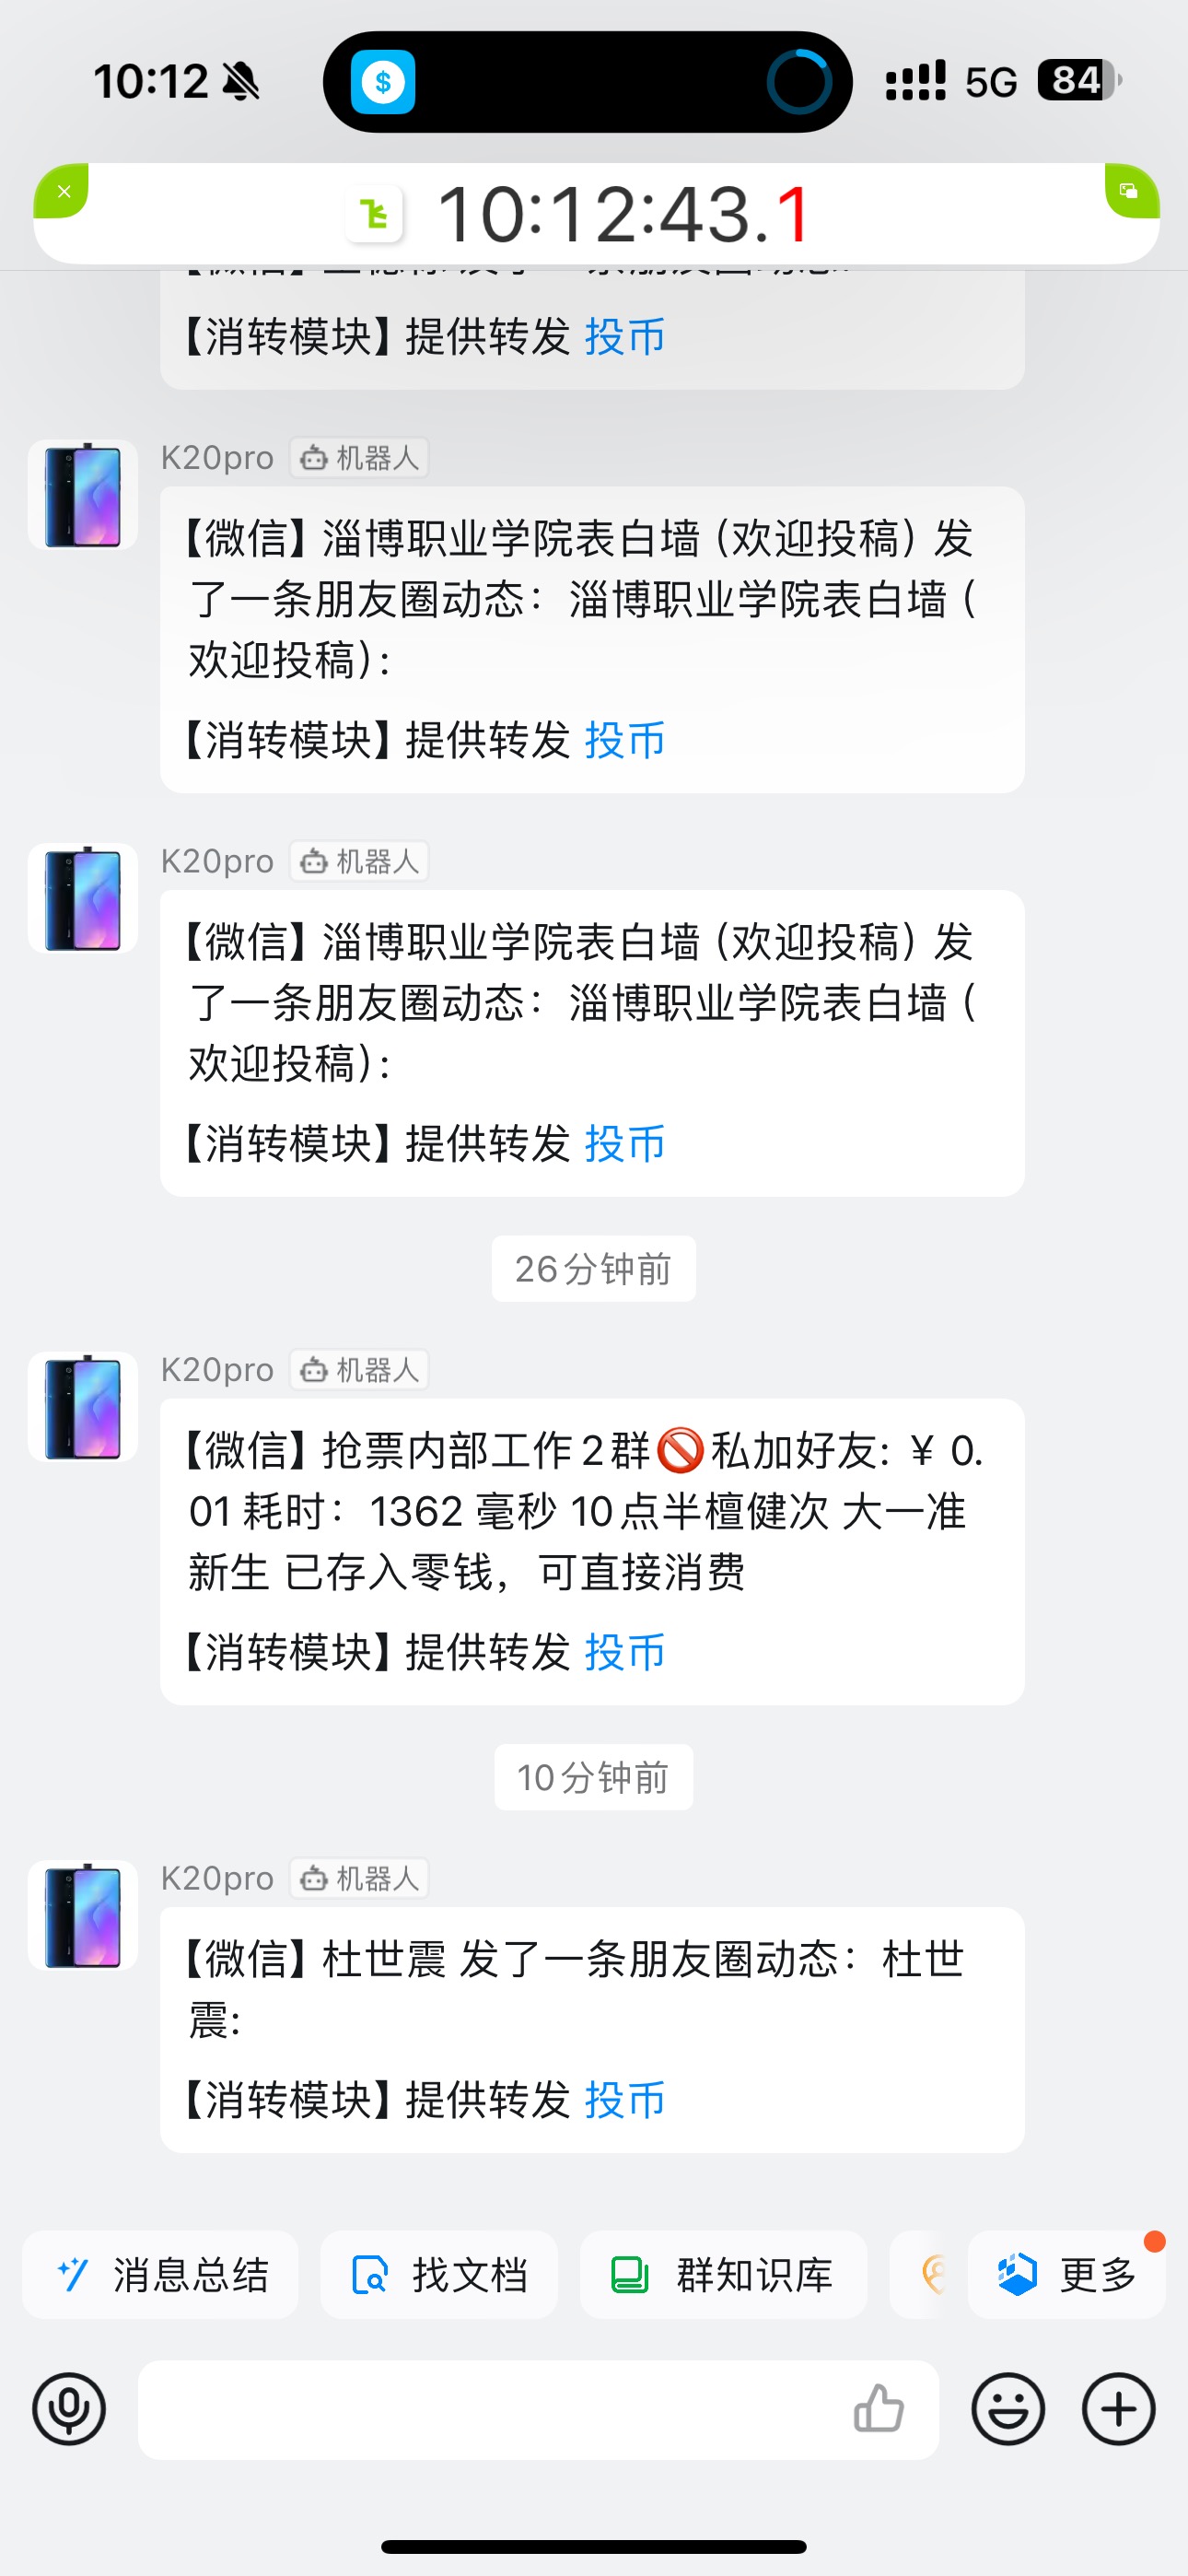 10:12
5G
84
10:12:43.1
【消转模块】提供转发 投币
K20pro 机器人
【微信】淄博职业学院表白墙（欢迎投稿）发
了一条朋友圈动态：淄博职业学院表白墙（
欢迎投稿）：
【消转模块】提供转发 投币
K20pro 机器人
【微信】淄博职业学院表白墙（欢迎投稿）发
了一条朋友圈动态：淄博职业学院表白墙（
欢迎投稿）：
【消转模块】提供转发 投币
26分钟前
K20pro 机器人
【微信】抢票内部工作2群🚫私加好友: ￥ 0.
01 耗时：1362 毫秒 10点半檀健次 大一准
新生 已存入零钱，可直接消费
【消转模块】提供转发 投币
10分钟前
K20pro 机器人
【微信】杜世震 发了一条朋友圈动态：杜世
震:
【消转模块】提供转发 投币
消息总结
找文档
群知识库
更多